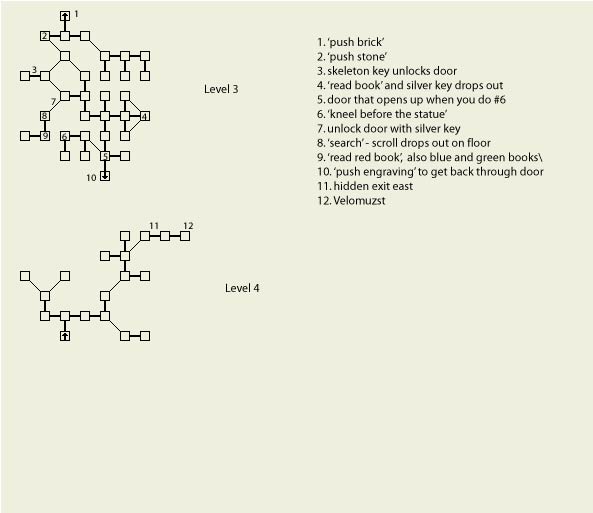 1
2
3
7
8
9
6
4
5
10
Level 3
1. 'push brick'
2. 'push stone'
3. skeleton key unlocks door
4. 'read book' and silver key drops out
5. door that opens up when you do #6
6. 'kneel before the statue'
7. unlock door with silver key
8. 'search' - scroll drops out on floor
9. 'read red book', also blue and green books\
10. 'push engraving' to get back through door
11. hidden exit east
12. Velomuzst
11
12
Level 4